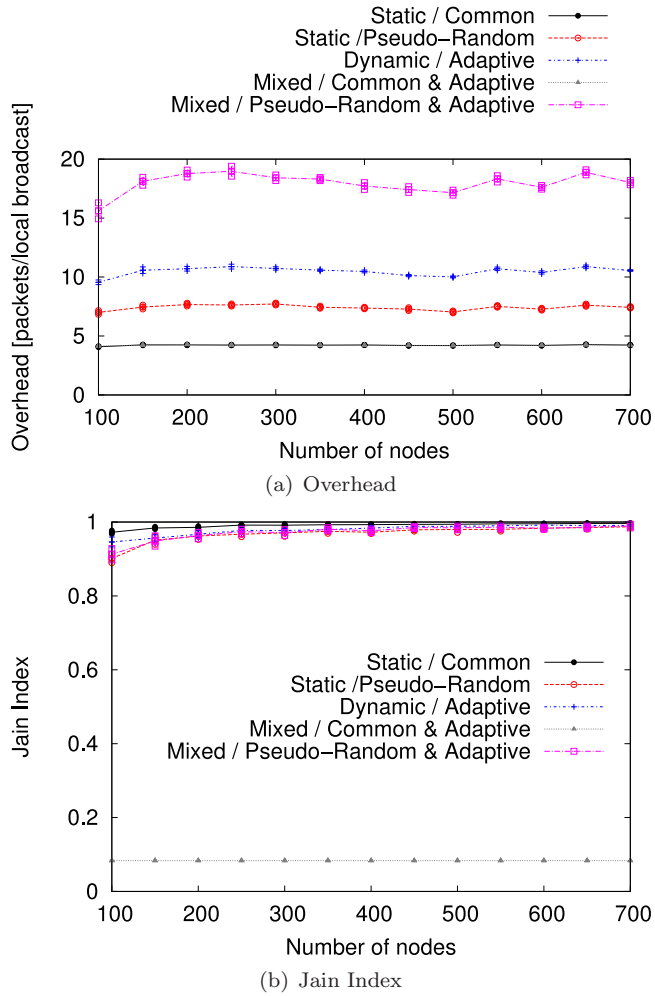 Static / Common
Static /Pseudo−Random
Dynamic / Adaptive
Mixed / Common & Adaptive
Mixed / Pseudo−Random & Adaptive
Overhead [packets/local broadcast]
20
15
10
5
0
100 200 300 400 500 600 700
Number of nodes
(a) Overhead
Jain Index
1
0.8
0.6
0.4
0.2
0
Static / Common
Static /Pseudo−Random
Dynamic / Adaptive
Mixed / Common & Adaptive
Mixed / Pseudo−Random & Adaptive
100 200 300 400 500 600 700
Number of nodes
(b) Jain Index